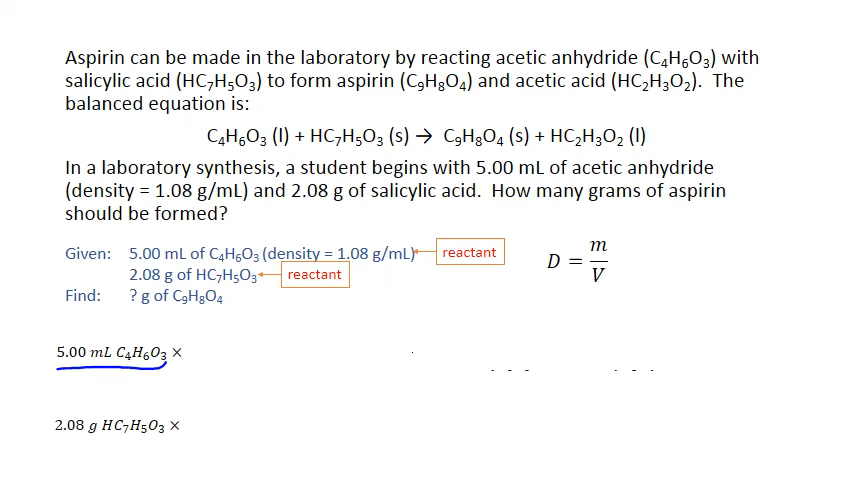 Aspirin can be made in the laboratory by reacting acetic anhydride (C₄H₆O₃) with
salicylic acid (HC₇H₅O₃) to form aspirin (C₉H₈O₄) and acetic acid (HC₂H₃O₂). The
balanced equation is:
C₄H₆O₃ (l) + HC₇H₅O₃ (s) → C₉H₈O₄ (s) + HC₂H₃O₂ (l)
In a laboratory synthesis, a student begins with 5.00 mL of acetic anhydride
(density = 1.08 g/mL) and 2.08 g of salicylic acid. How many grams of aspirin
should be formed?
Given: 5.00 mL of C₄H₆O₃ (density = 1.08 g/mL) reactant
2.08 g of HC₇H₅O₃ reactant
Find: ? g of C₉H₈O₄
D = m/V
5.00 mL C₄H₆O₃ ×
2.08 g HC₇H₅O₃ ×